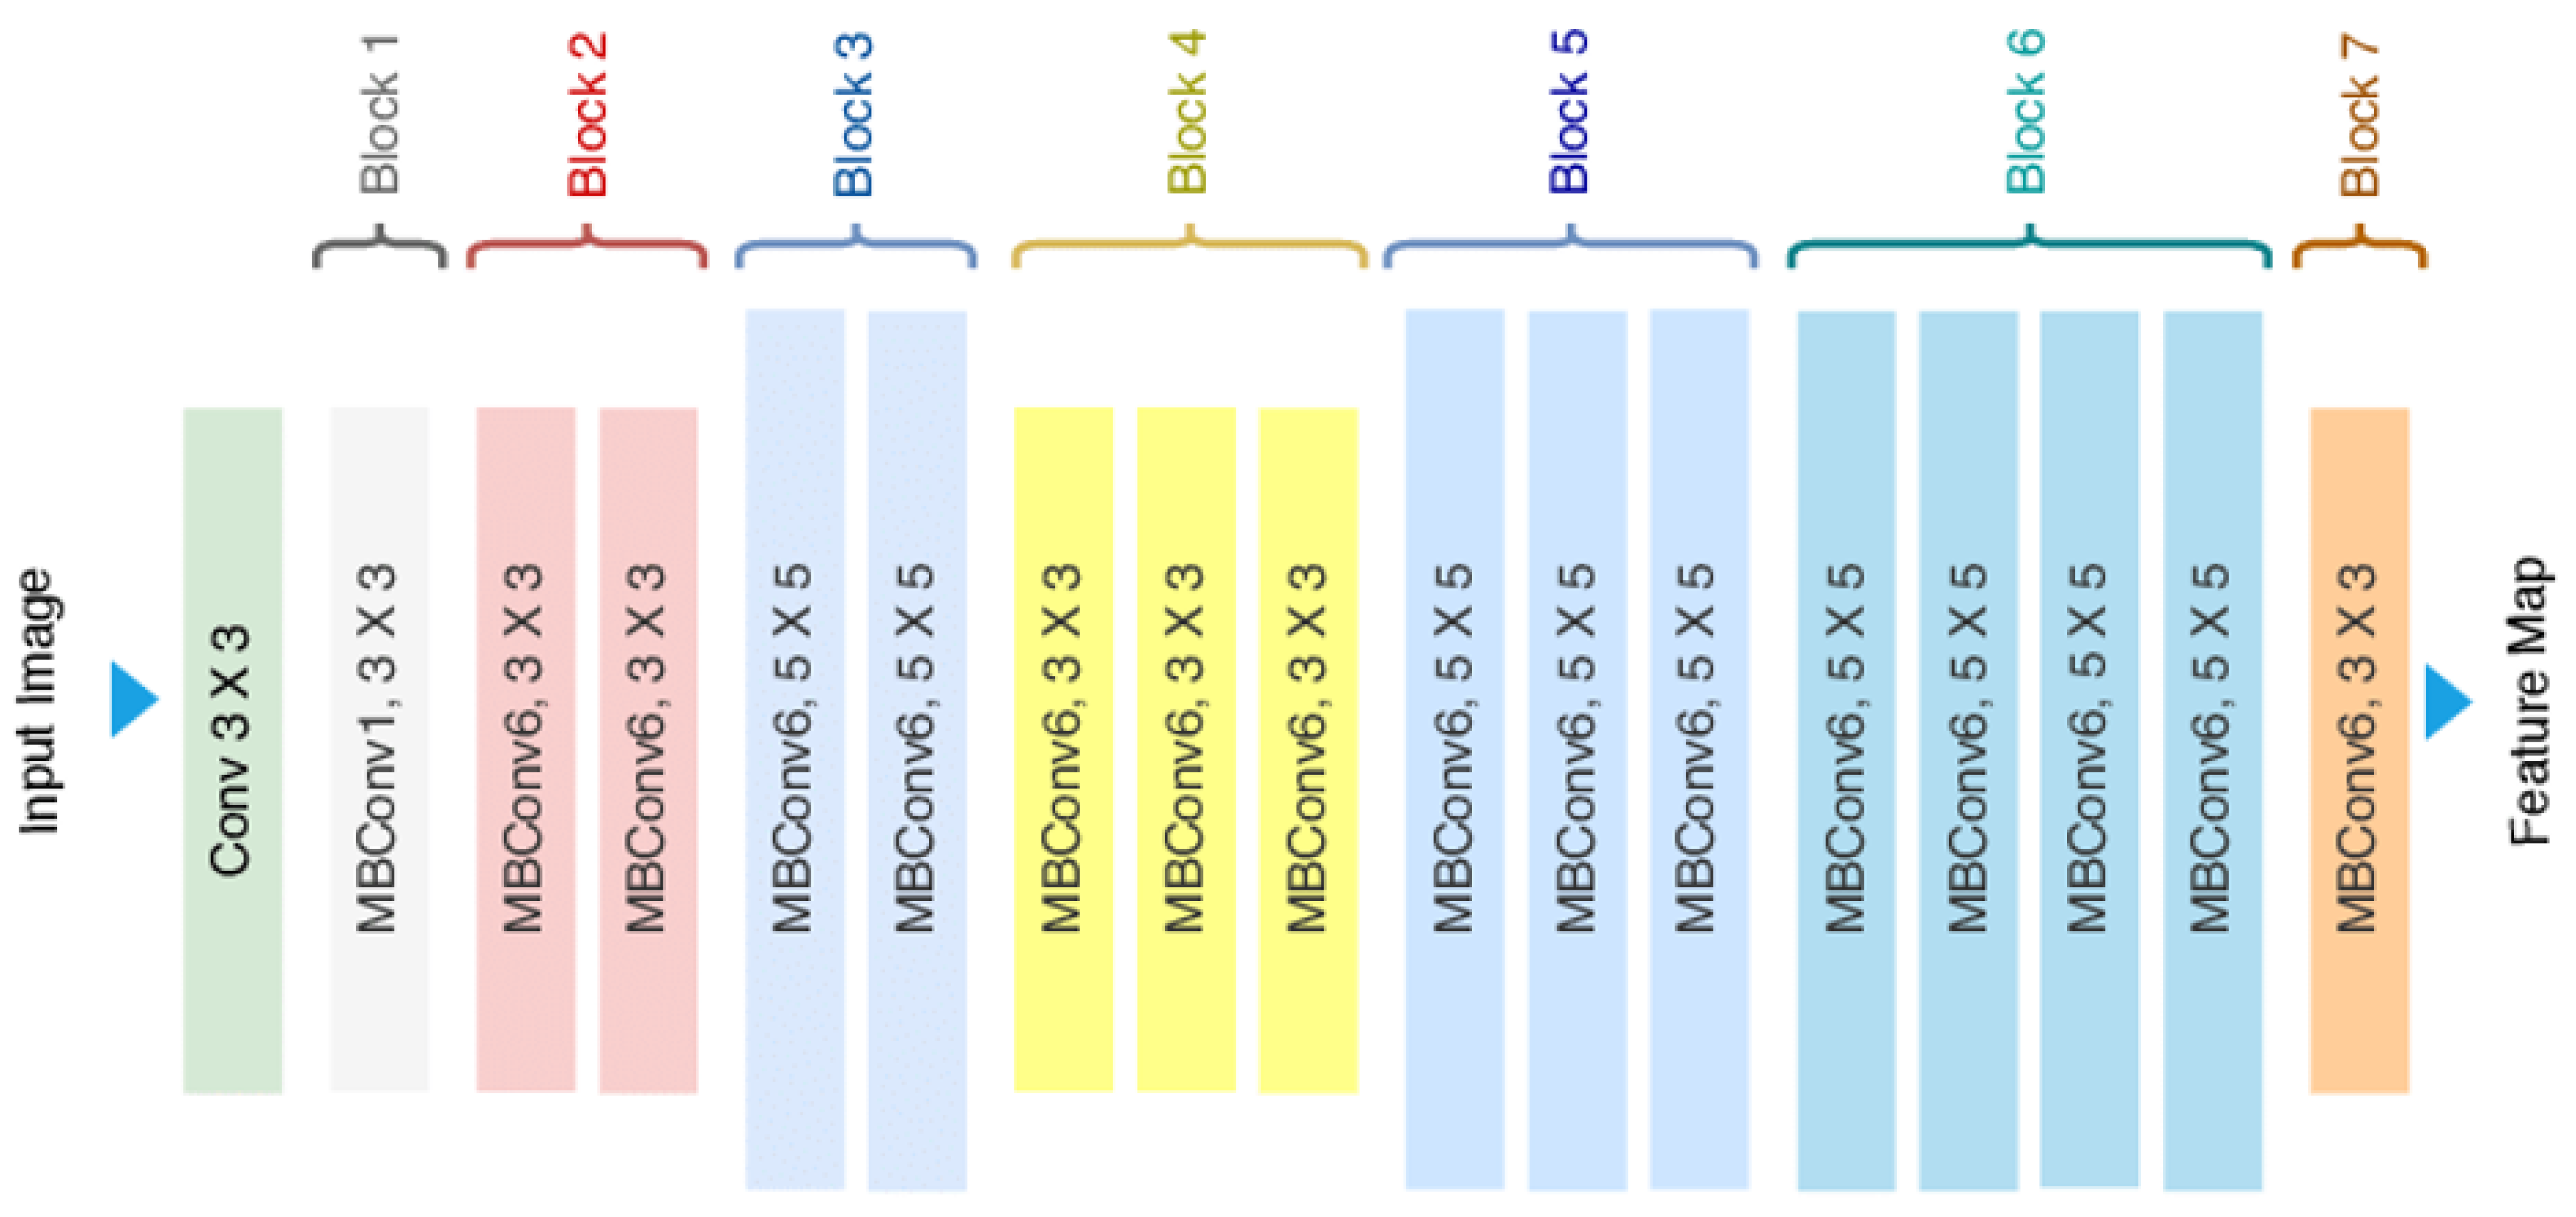 Input Image
Conv 3 X 3
Block 1
MBConv1, 3 X 3
Block 2
MBConv6, 3 X 3
MBConv6, 3 X 3
Block 3
MBConv6, 5 X 5
MBConv6, 5 X 5
Block 4
MBConv6, 3 X 3
MBConv6, 3 X 3
MBConv6, 3 X 3
Block 5
MBConv6, 5 X 5
MBConv6, 5 X 5
MBConv6, 5 X 5
Block 6
MBConv6, 5 X 5
MBConv6, 5 X 5
MBConv6, 5 X 5
MBConv6, 5 X 5
Block 7
MBConv6, 3 X 3
Feature Map